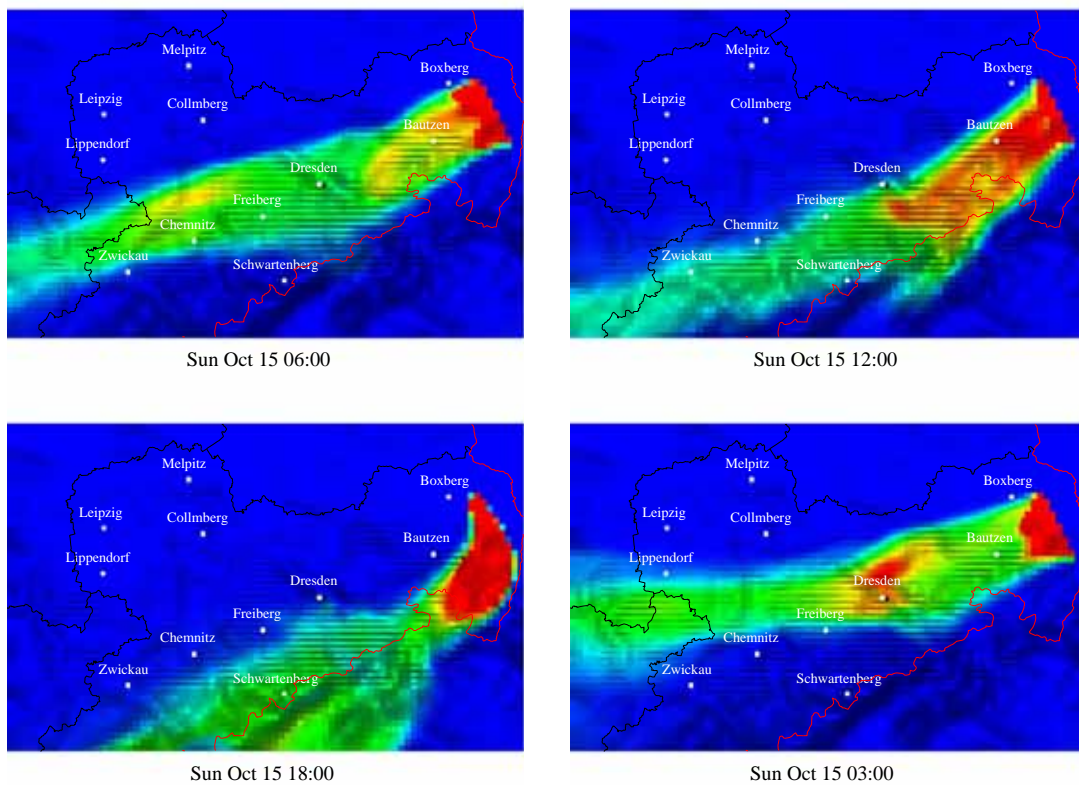 Melpitz
Boxberg
Leipzig
Collmberg
Bautzen
Lippendorf
Dresden
Freiberg
Chemnitz
Zwickau
Schwartenberg
Sun Oct 15 06:00
Melpitz
Boxberg
Leipzig
Collmberg
Bautzen
Lippendorf
Dresden
Freiberg
Chemnitz
Zwickau
Schwartenberg
Sun Oct 15 12:00
Melpitz
Boxberg
Leipzig
Collmberg
Bautzen
Lippendorf
Dresden
Freiberg
Chemnitz
Zwickau
Schwartenberg
Sun Oct 15 18:00
Melpitz
Boxberg
Leipzig
Collmberg
Bautzen
Lippendorf
Dresden
Freiberg
Chemnitz
Zwickau
Schwartenberg
Sun Oct 15 03:00